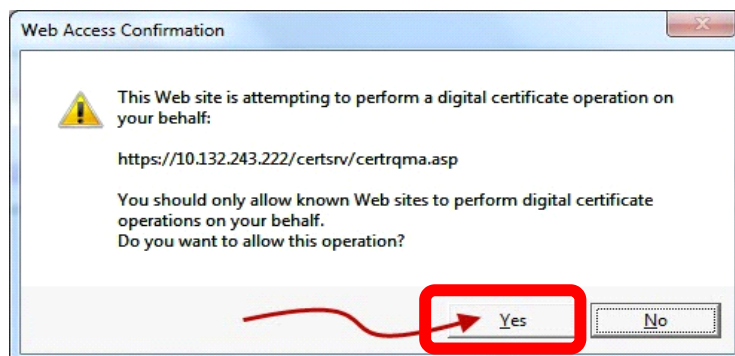 Web Access Confirmation
This Web site is attempting to perform a digital certificate operation on
your behalf:
https://10.132.243.222/certsrv/certrqma.asp
You should only allow known Web sites to perform digital certificate
operations on your behalf.
Do you want to allow this operation?
Yes No